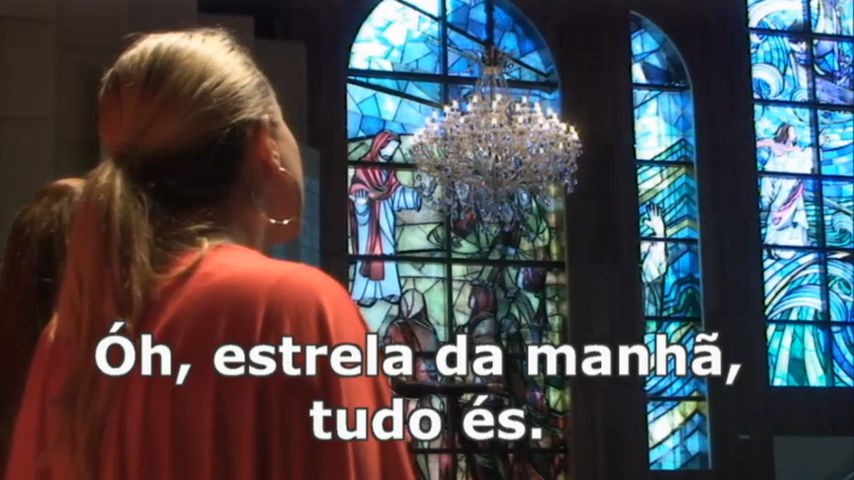 Óh, estrela da manhã,
tudo és.